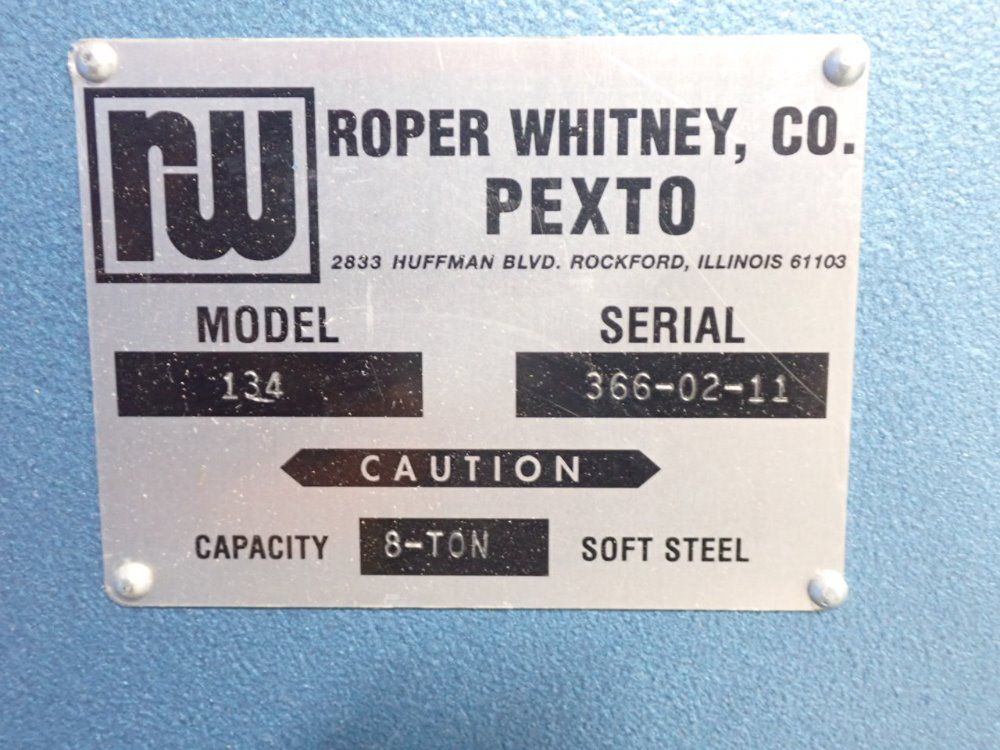 rw
ROPER WHITNEY, CO.
PEXTO
2833 HUFFMAN BLVD. ROCKFORD, ILLINOIS 61103
MODEL SERIAL
134 366-02-11
CAUTION
CAPACITY 8-TON SOFT STEEL